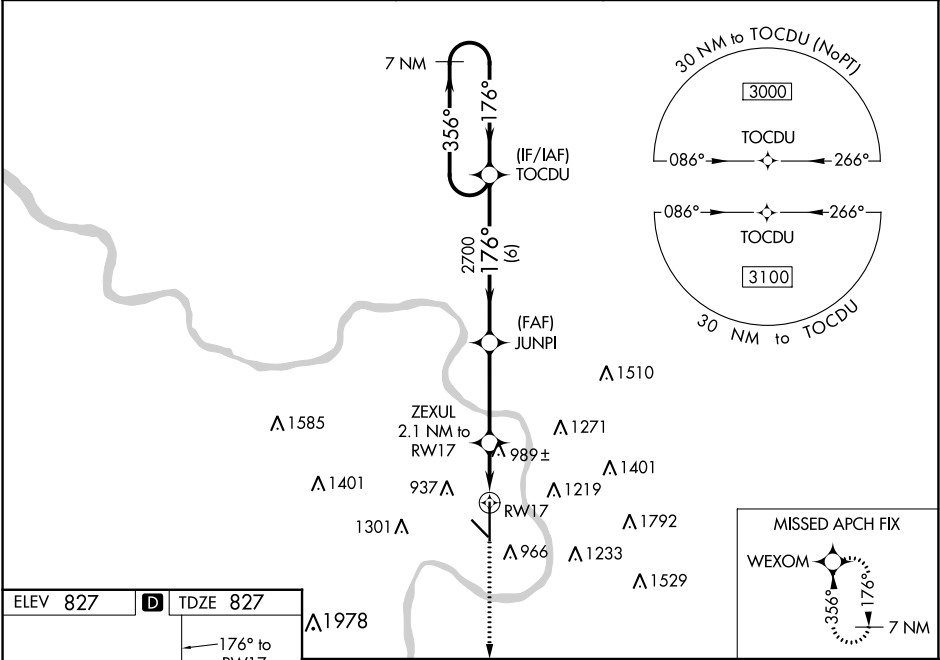 7 NM
356°
176°
(IF/IAF)
TOCDU
2700
176°
(6)
(FAF)
JUNPI
30 NM to TOCDU (NoPT)
3000
TOCDU
086°
266°
086°
266°
TOCDU
3100
30 NM to TOCDU
1510
1585
ZEXUL
2.1 NM to
RW17
1271
989±
1401
1401
937
1219
RW17
1301
1792
966
1233
1529
MISSED APCH FIX
WEXOM
356°
176°
7 NM
ELEV 827
D
TDZE 827
1978
176° to
RW17